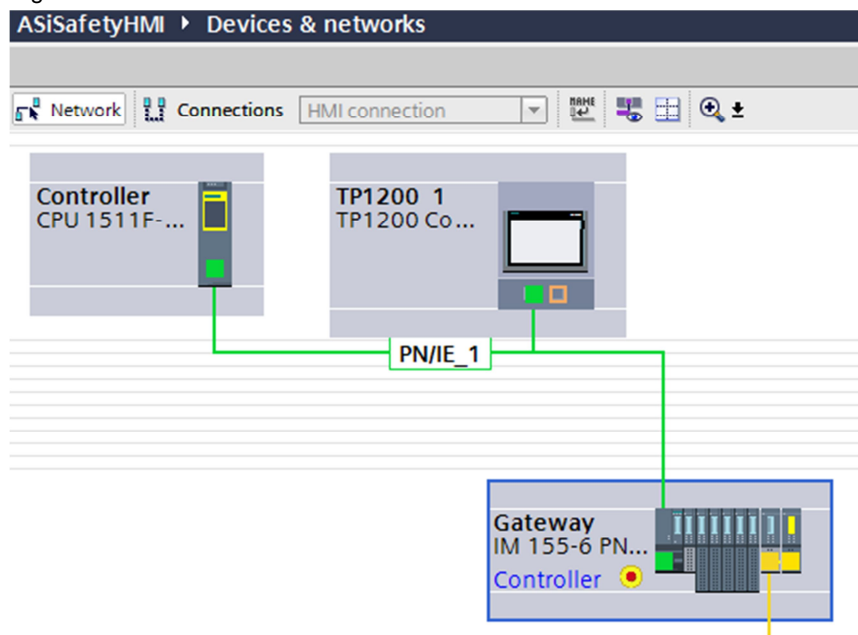 ASiSafetyHMI ▸ Devices & networks
Network Connections HMI connection
Controller
CPU 1511F-...
TP1200 1
TP1200 Co...
PN/IE_1
Gateway
IM 155-6 PN...
Controller